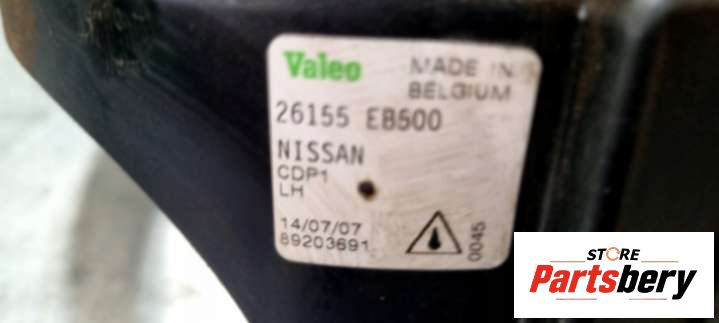 Valeo
MADE IN
BELGIUM
26155 EB500
NISSAN
CDP1
LH
14/07/07
89203691
0045
STORE
Partsbery